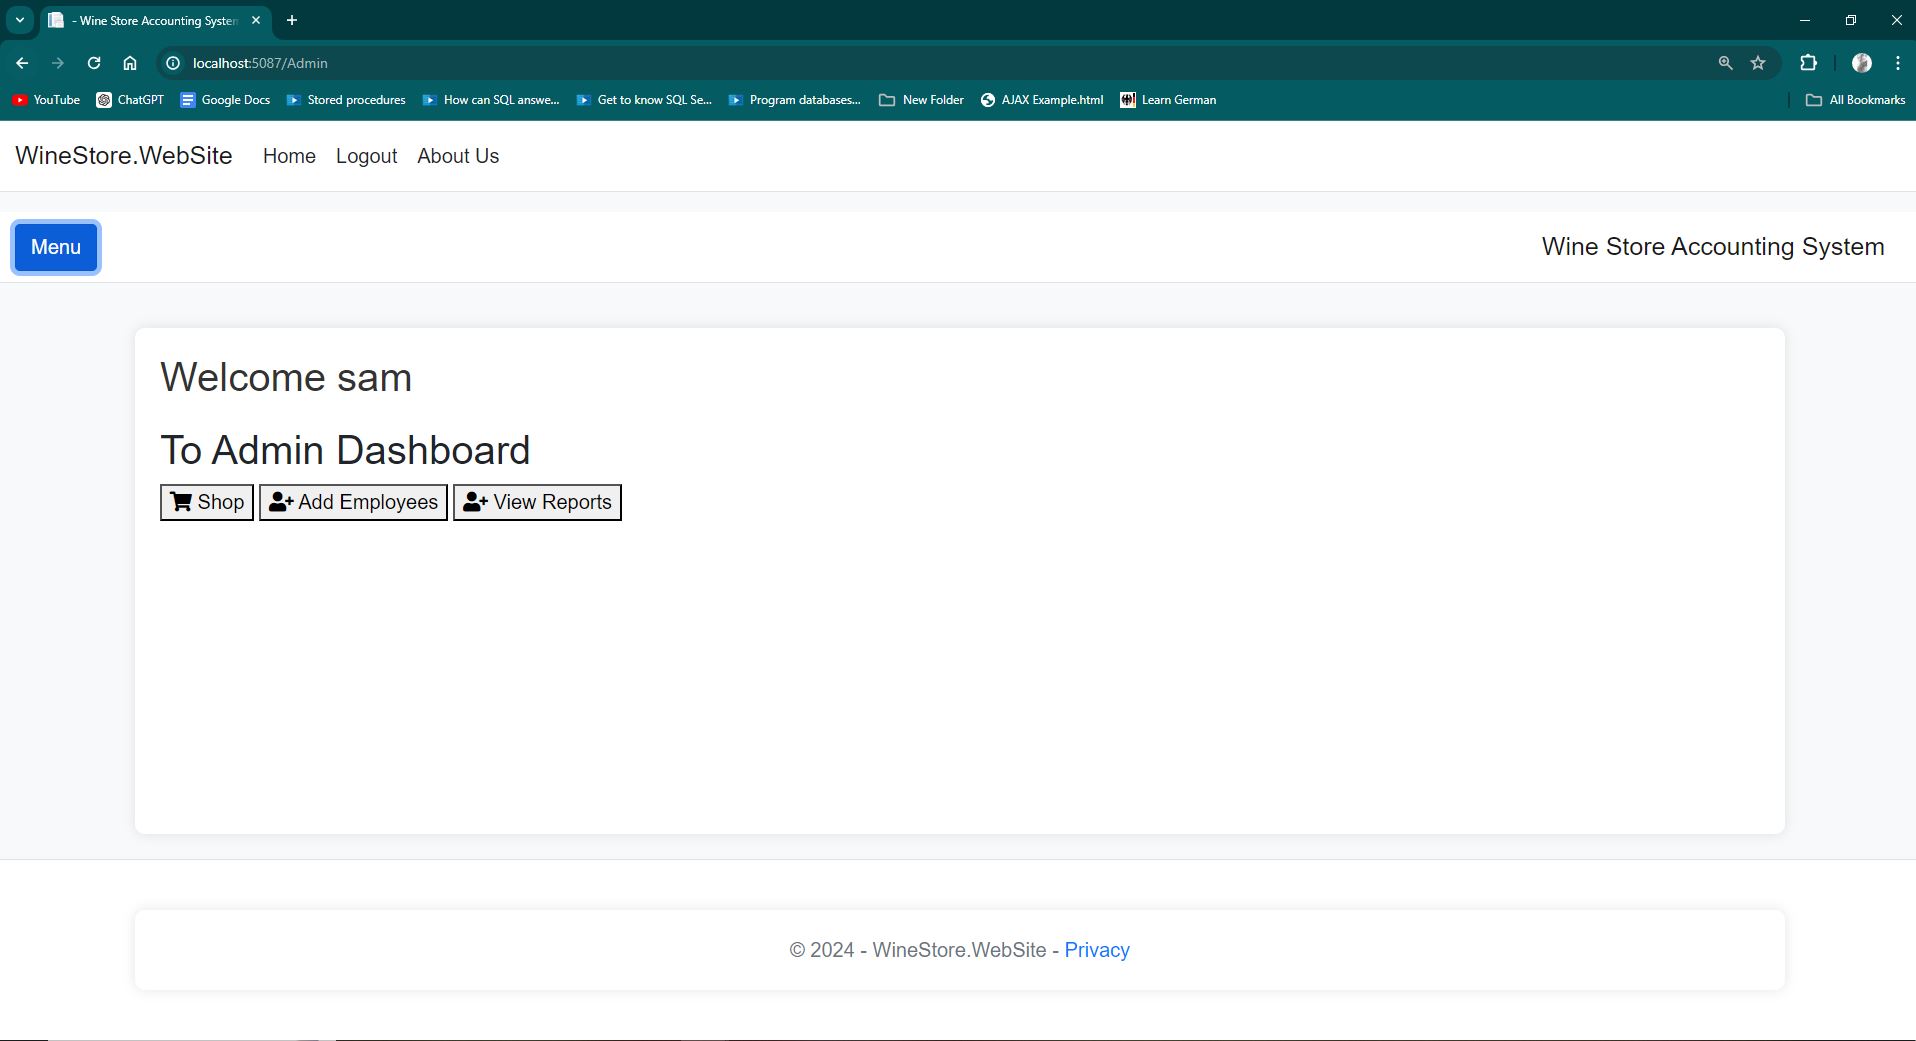 - Wine Store Accounting System
localhost:5087/Admin
YouTube ChatGPT Google Docs Stored procedures How can SQL answe... Get to know SQL Se... Program databases... New Folder AJAX Example.html Learn German All Bookmarks
WineStore.WebSite Home Logout About Us
Menu Wine Store Accounting System
Welcome sam
To Admin Dashboard
Shop Add Employees View Reports
© 2024 - WineStore.WebSite - Privacy